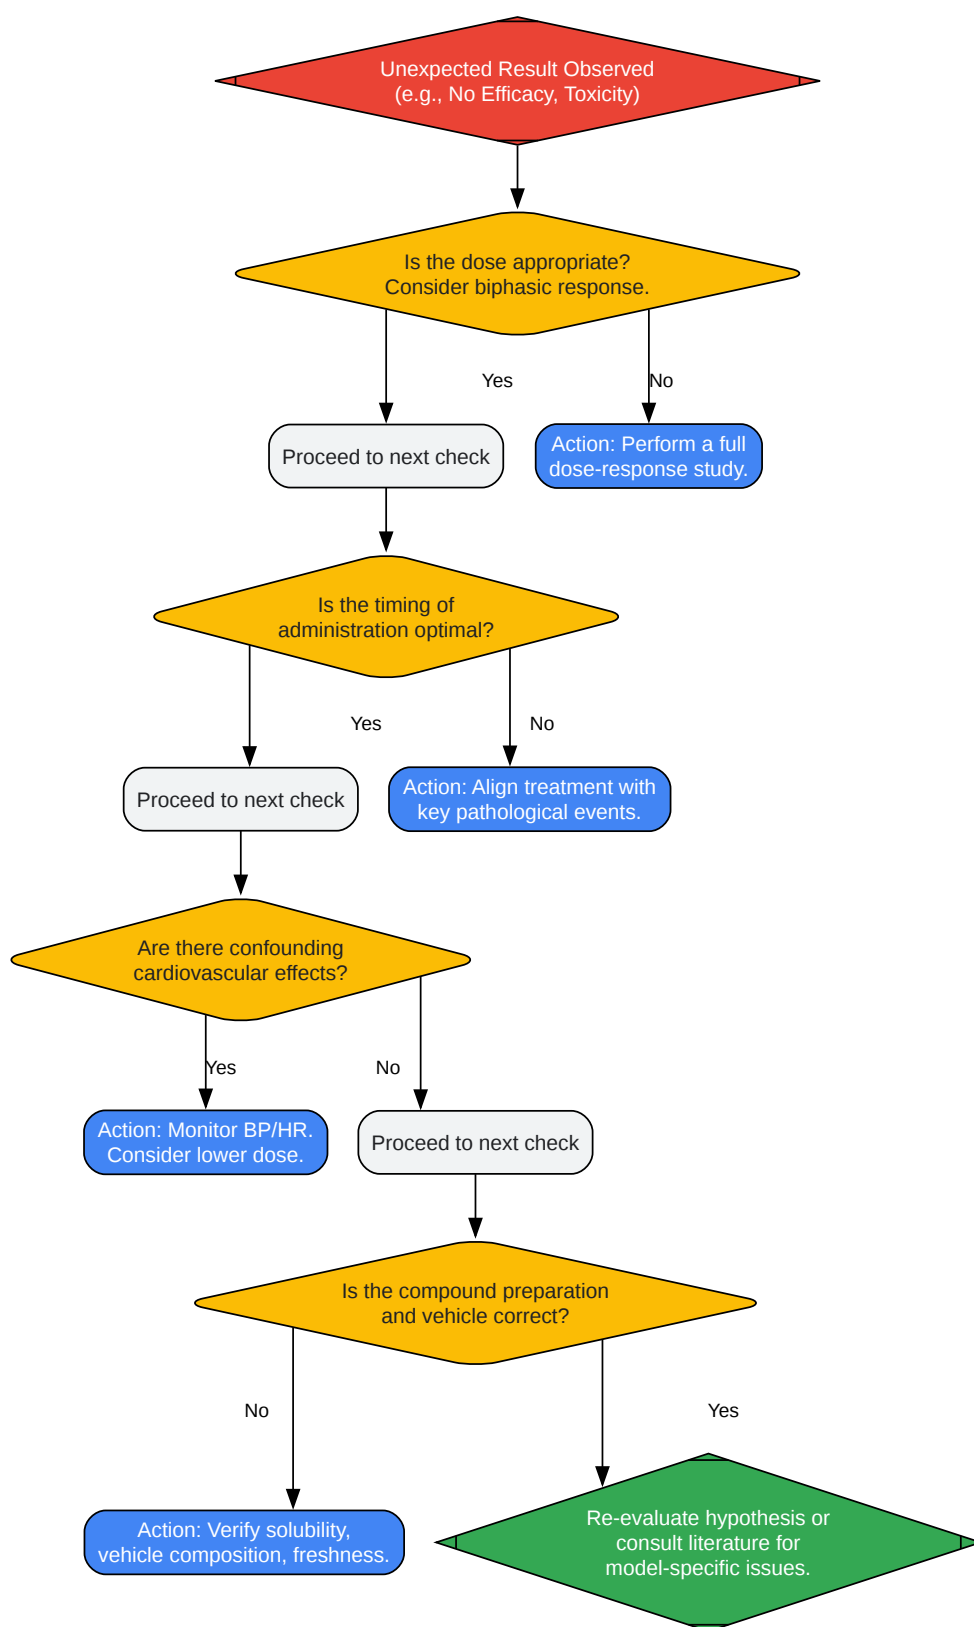 Unexpected Result Observed
(e.g., No Efficacy, Toxicity)
Is the dose appropriate?
Consider biphasic response.
Yes
No
Proceed to next check
Action: Perform a full
dose-response study.
Is the timing of
administration optimal?
Yes
No
Proceed to next check
Action: Align treatment with
key pathological events.
Are there confounding
cardiovascular effects?
Yes
No
Action: Monitor BP/HR.
Consider lower dose.
Proceed to next check
Is the compound preparation
and vehicle correct?
No
Yes
Action: Verify solubility,
vehicle composition, freshness.
Re-evaluate hypothesis or
consult literature for
model-specific issues.